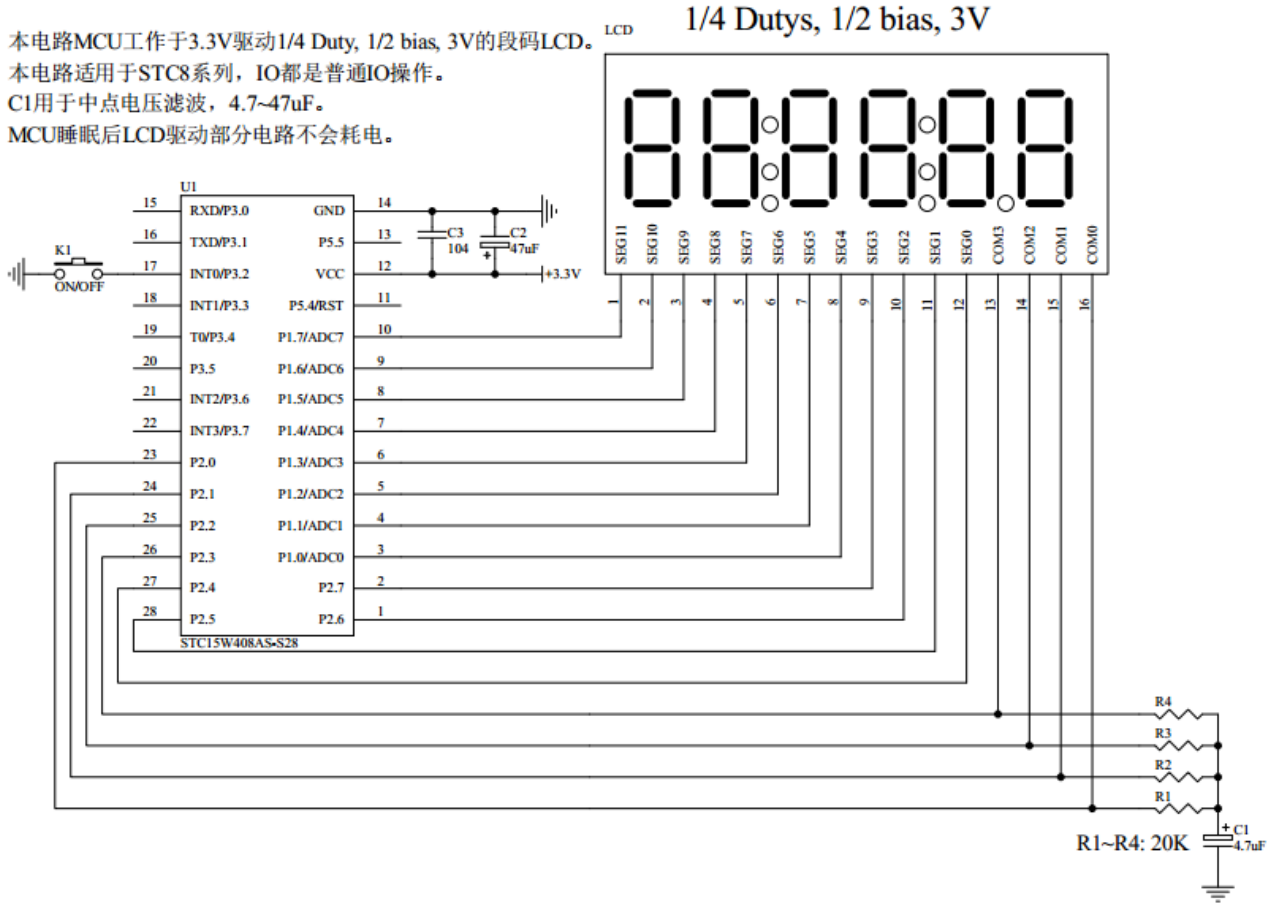 1/4 Dutys, 1/2 bias, 3V
本电路MCU工作于3.3V驱动1/4 Duty, 1/2 bias, 3V的段码LCD。
本电路适用于STC8系列，IO都是普通IO操作。
C1用于中点电压滤波，4.7~47uF。
MCU睡眠后LCD驱动部分电路不会耗电。
LCD
SEG11 SEG10 SEG9 SEG8 SEG7 SEG6 SEG5 SEG4 SEG3 SEG2 SEG1 SEG0 COM3 COM2 COM1 COM0
1 2 3 4 5 6 7 8 9 10 11 12 13 14 15 16
U1
15 RXD/P3.0 GND 14
16 TXD/P3.1 P5.5 13
17 INT0/P3.2 VCC 12
18 INT1/P3.3 P5.4/RST 11
19 T0/P3.4 P1.7/ADC7 10
20 P3.5 P1.6/ADC6 9
21 INT2/P3.6 P1.5/ADC5 8
22 INT3/P3.7 P1.4/ADC4 7
23 P2.0 P1.3/ADC3 6
24 P2.1 P1.2/ADC2 5
25 P2.2 P1.1/ADC1 4
26 P2.3 P1.0/ADC0 3
27 P2.4 P2.7 2
28 P2.5 P2.6 1
STC15W408AS-S28
K1
ON/OFF
C3
104
C2
+
47uF
+3.3V
R4
R3
R2
R1
R1~R4: 20K
+ C1
4.7uF